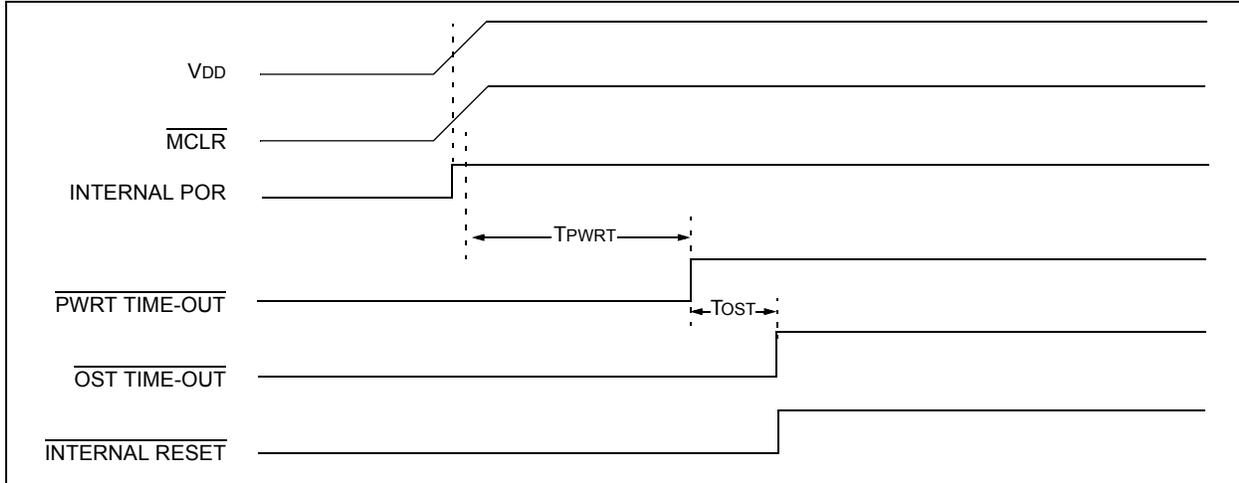 VDD
MCLR
INTERNAL POR
TPWRT
PWRT TIME-OUT
TOST
OST TIME-OUT
INTERNAL RESET